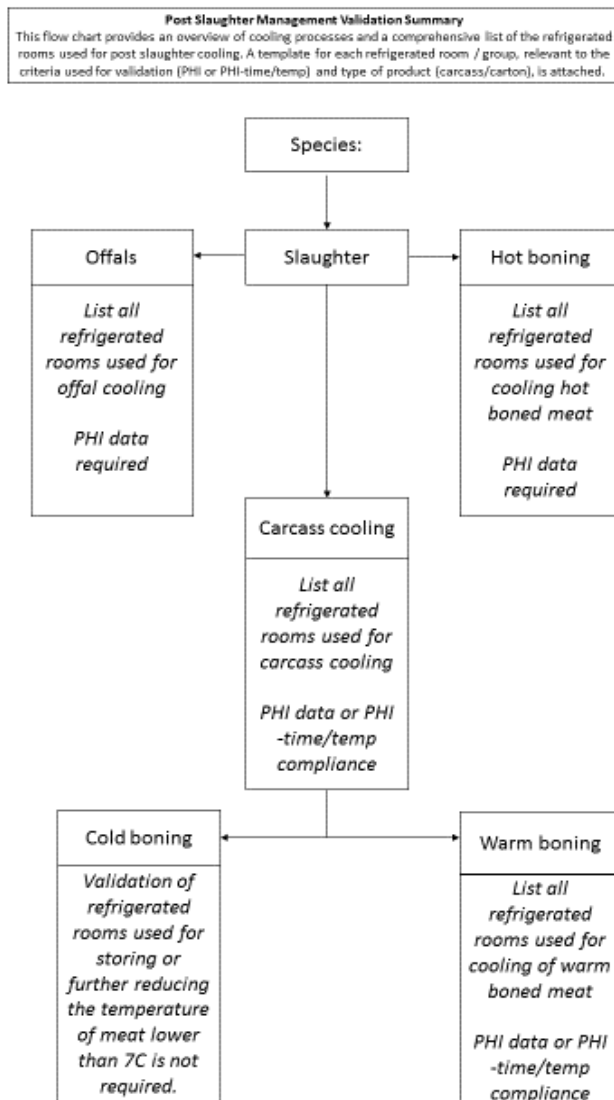 Post Slaughter Management Validation Summary
This flow chart provides an overview of cooling processes and a comprehensive list of the refrigerated
rooms used for post slaughter cooling. A template for each refrigerated room / group, relevant to the
criteria used for validation (PHI or PHI-time/temp) and type of product (carcass/carton), is attached.
Species:
Offals
Slaughter
Hot boning
List all
refrigerated
rooms used for
offal cooling
PHI data
required
List all
refrigerated
rooms used for
cooling hot
boned meat
PHI data
required
Carcass cooling
List all
refrigerated
rooms used for
carcass cooling
PHI data or PHI
-time/temp
compliance
Cold boning
Validation of
refrigerated
rooms used for
storing or
further reducing
the temperature
of meat lower
than 7C is not
required.
Warm boning
List all
refrigerated
rooms used for
cooling of warm
boned meat
PHI data or PHI
-time/temp
compliance